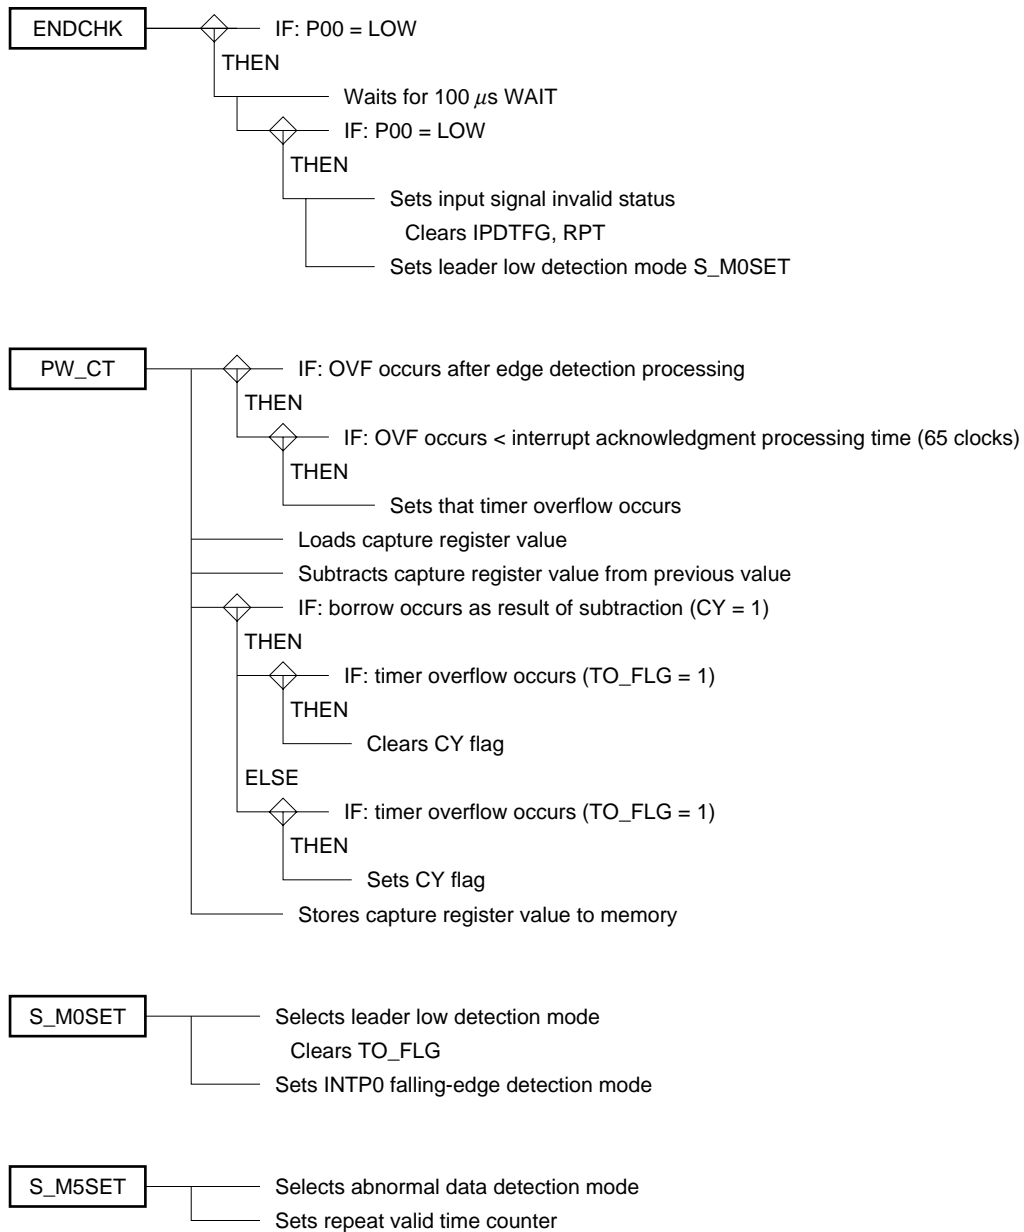 ENDCHK IF: P00 = LOW
THEN
Waits for 100 μs WAIT
IF: P00 = LOW
THEN
Sets input signal invalid status
Clears IPDTFG, RPT
Sets leader low detection mode S_M0SET
PW_CT IF: OVF occurs after edge detection processing
THEN
IF: OVF occurs < interrupt acknowledgment processing time (65 clocks)
THEN
Sets that timer overflow occurs
Loads capture register value
Subtracts capture register value from previous value
IF: borrow occurs as result of subtraction (CY = 1)
THEN
IF: timer overflow occurs (TO_FLG = 1)
THEN
Clears CY flag
ELSE
IF: timer overflow occurs (TO_FLG = 1)
THEN
Sets CY flag
Stores capture register value to memory
S_M0SET Selects leader low detection mode
Clears TO_FLG
Sets INTP0 falling-edge detection mode
S_M5SET Selects abnormal data detection mode
Sets repeat valid time counter